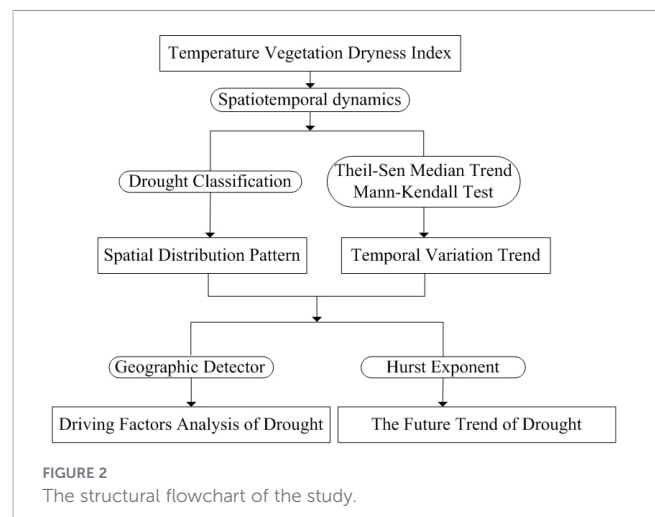 Temperature Vegetation Dryness Index
Spatiotemporal dynamics
Drought Classification
Theil-Sen Median Trend
Mann-Kendall Test
Spatial Distribution Pattern
Temporal Variation Trend
Geographic Detector
Hurst Exponent
Driving Factors Analysis of Drought
The Future Trend of Drought
FIGURE 2
The structural flowchart of the study.